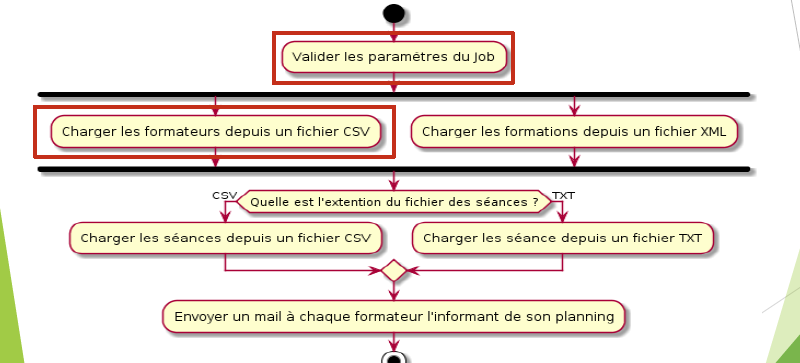 Valider les paramétres du Job
Charger les formateurs depuis un fichier CSV
Charger les formations depuis un fichier XML
Quelle est l'extention du fichier des séances ?
CSV
TXT
Charger les séances depuis un fichier CSV
Charger les séance depuis un fichier TXT
Envoyer un mail à chaque formateur l'informant de son planning